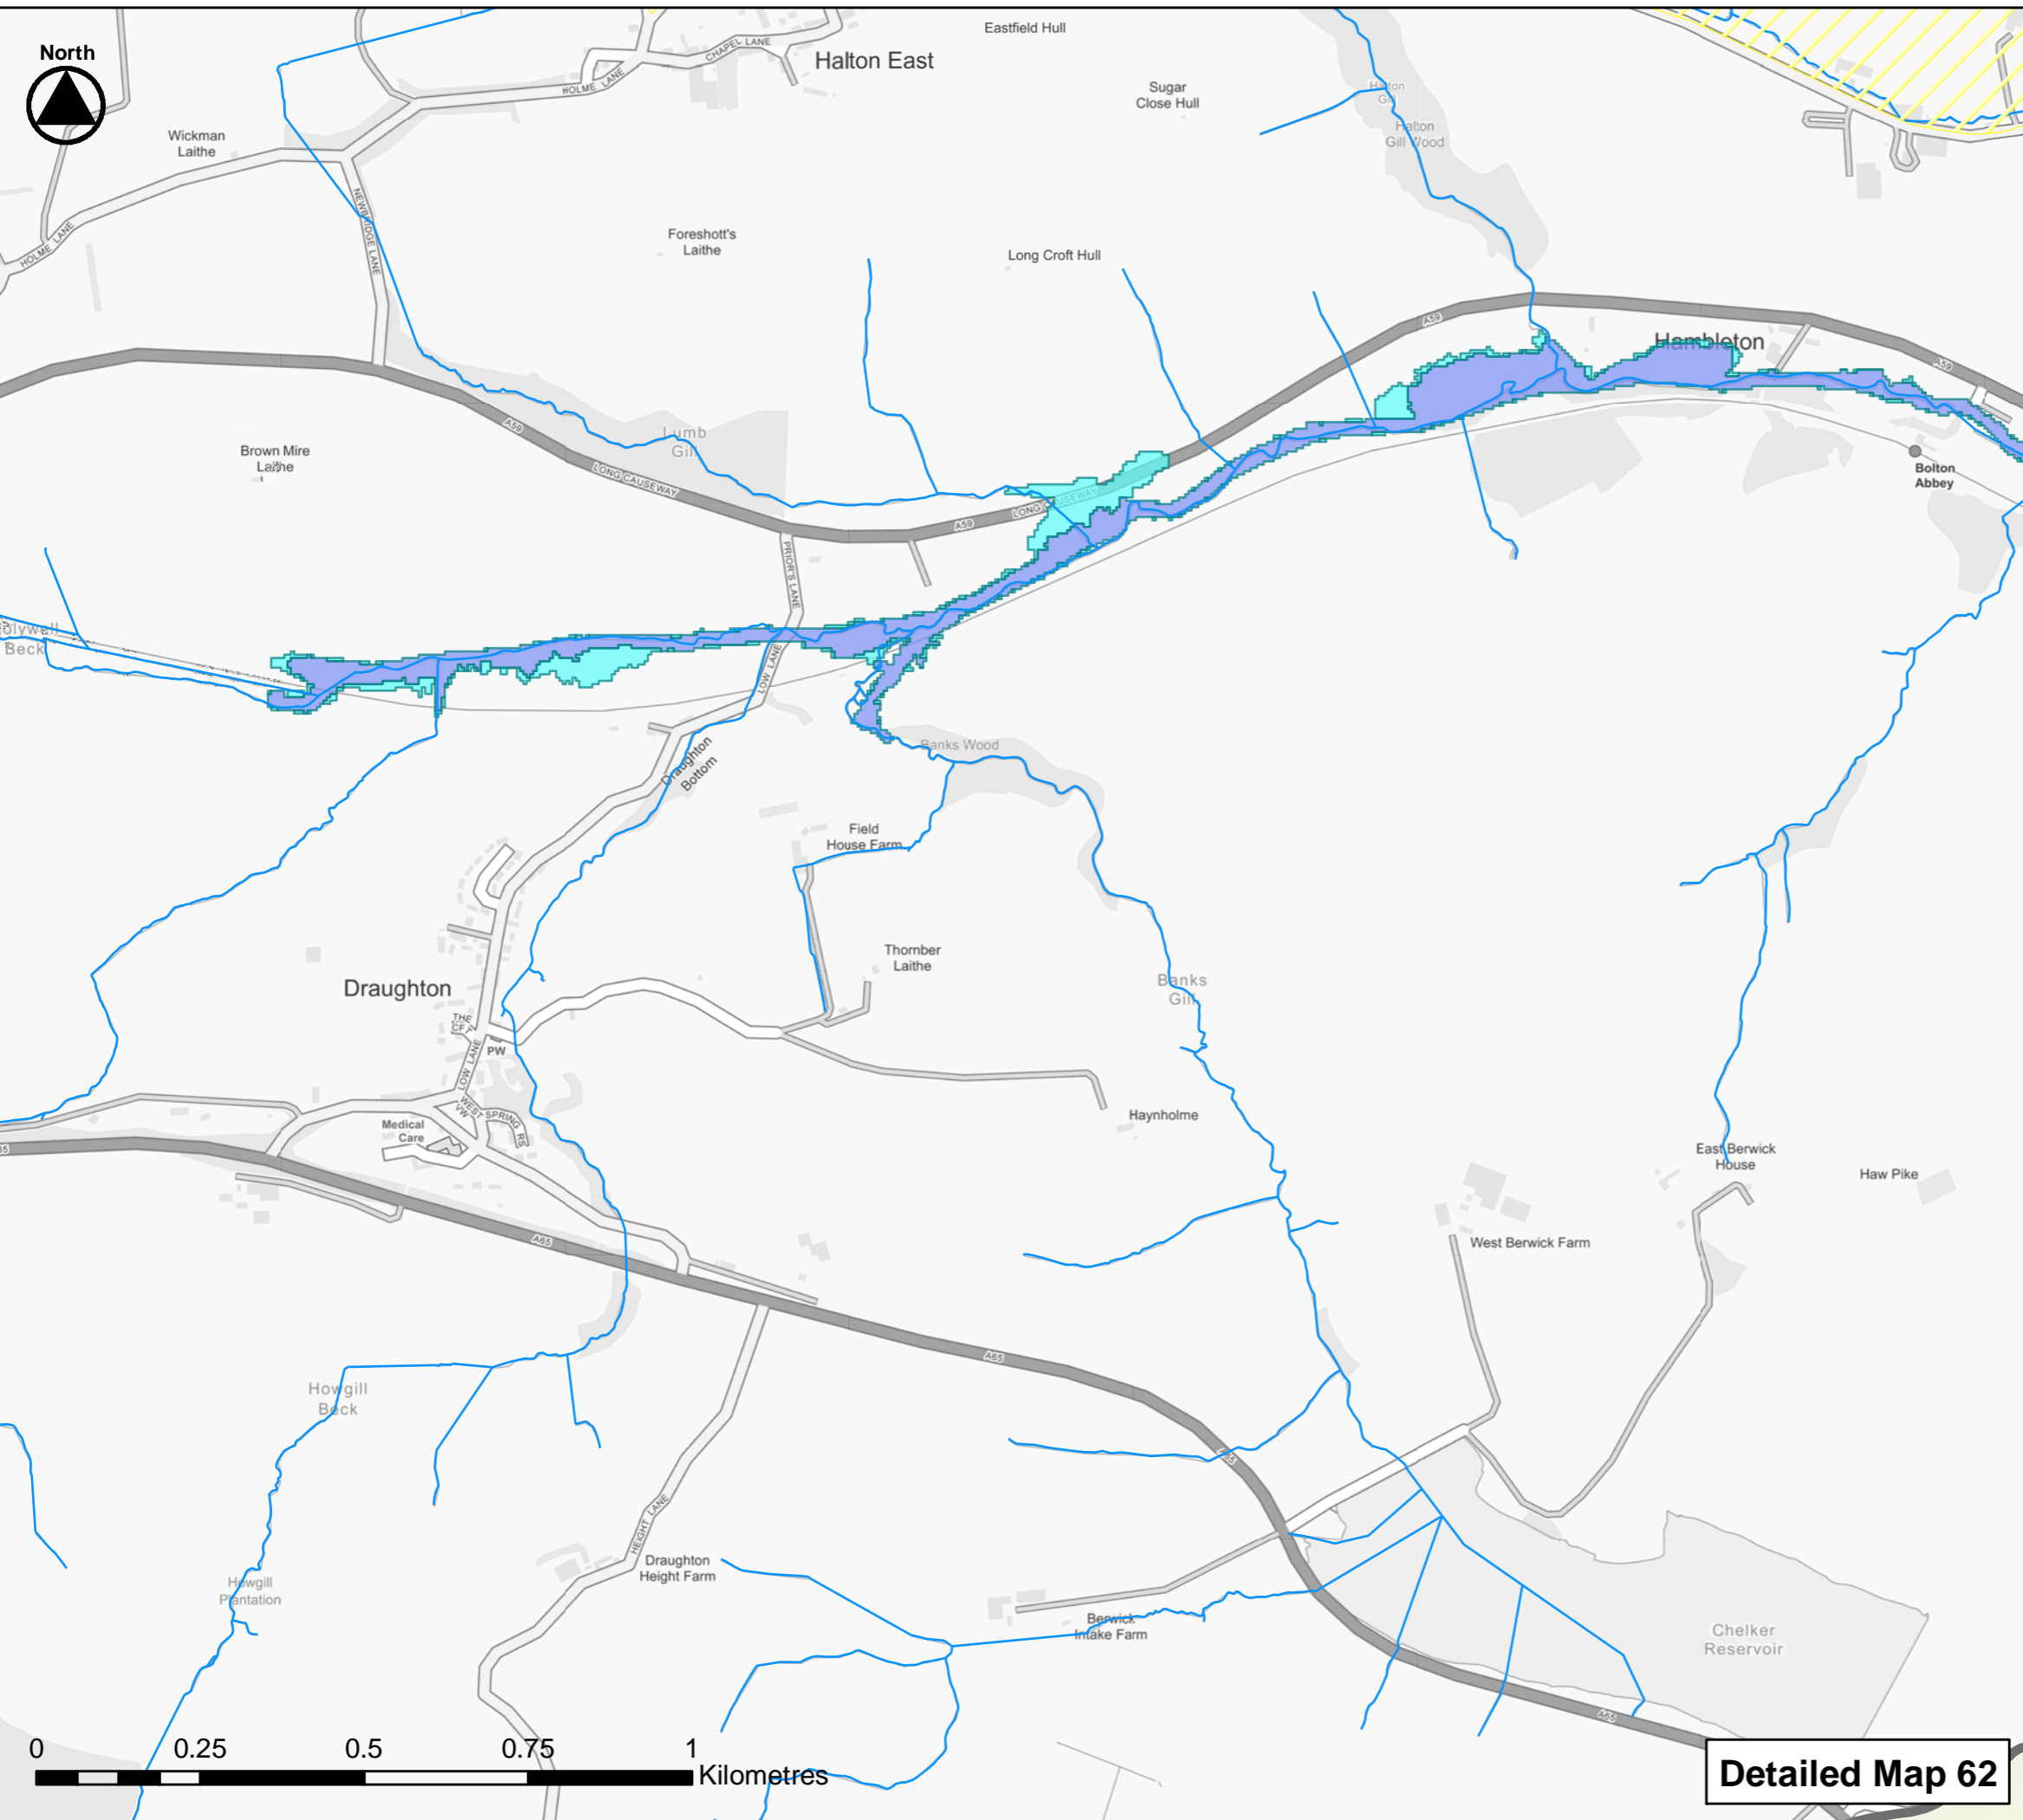 North
Eastfield Hull
Halton East
CHAPEL LANE
HOLME LANE
Sugar
Close Hull
Halton
Gill
Halton
Gill Wood
Wickman
Laithe
NEWBRIDGE LANE
HOLME LANE
Foreshott's
Laithe
Long Croft Hull
A59
Hambleton
A59
Lumb
Gill
A59
LONG CAUSEWAY
Brown Mire
Laithe
Bolton
Abbey
A59
LONG CAUSEWAY
PRIOR'S LANE
Beck
LOW LANE
Draughton
Bottom
Banks Wood
Field
House Farm
Thornber
Laithe
Banks
Gill
Draughton
THE
CFT
PW
LOW LANE
WEST
VW
SPRING
RS
Medical
Care
Haynholme
East Berwick
House
Haw Pike
West Berwick Farm
A65
A65
A65
Howgill
Beck
HEIGHT LANE
Draughton
Height Farm
Howgill
Plantation
Berwick
Intake Farm
Chelker
Reservoir
A65
0 0.25 0.5 0.75 1
Kilometres
Detailed Map 62